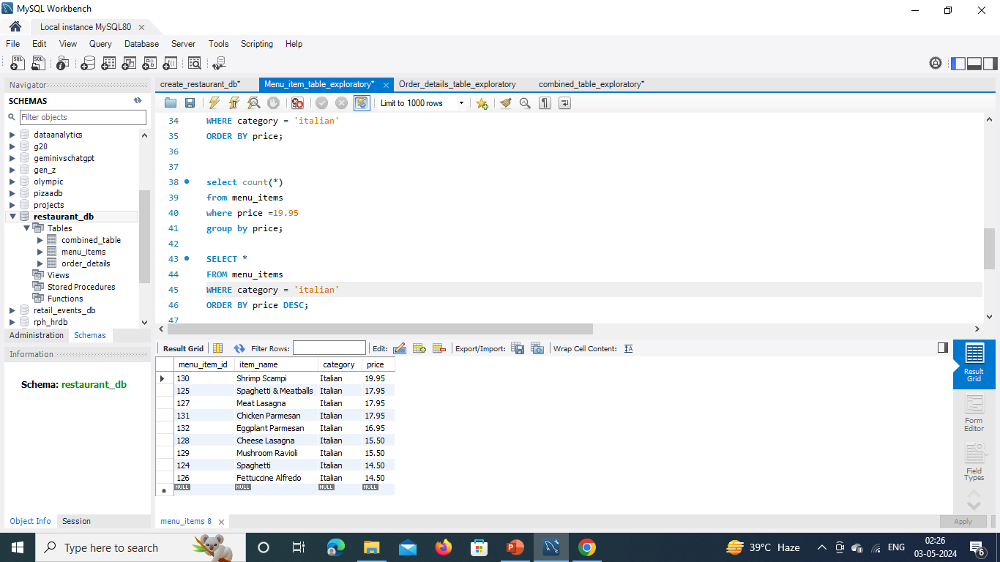 MySQL Workbench
Local instance MySQL80
File Edit View Query Database Server Tools Scripting Help
Navigator
SCHEMAS
Filter objects
dataanalytics
g20
geminivschatgpt
gen_z
olympic
pizaadb
projects
restaurant_db
Tables
combined_table
menu_items
order_details
Views
Stored Procedures
Functions
retail_events_db
rph_hrdb
Administration Schemas
Information
Schema: restaurant_db
Object Info Session
create_restaurant_db* Menu_item_table_exploratory* Order_details_table_exploratory combined_table_exploratory*
Limit to 1000 rows
34 WHERE category = 'italian'
35 ORDER BY price;
36
37
38 select count(*)
39 from menu_items
40 where price =19.95
41 group by price;
42
43 SELECT *
44 FROM menu_items
45 WHERE category = 'italian'
46 ORDER BY price DESC;
47
Result Grid Filter Rows: Edit: Export/Import: Wrap Cell Content:
menu_item_id item_name category price
130 Shrimp Scampi Italian 19.95
125 Spaghetti & Meatballs Italian 17.95
127 Meat Lasagna Italian 17.95
131 Chicken Parmesan Italian 17.95
132 Eggplant Parmesan Italian 16.95
128 Cheese Lasagna Italian 15.50
129 Mushroom Ravioli Italian 15.50
124 Spaghetti Italian 14.50
126 Fettuccine Alfredo Italian 14.50
NULL NULL NULL NULL
Result
Grid
Form
Editor
Field
Types
menu_items 8
Apply
Type here to search
39°C Haze
ENG
02:26
03-05-2024
6